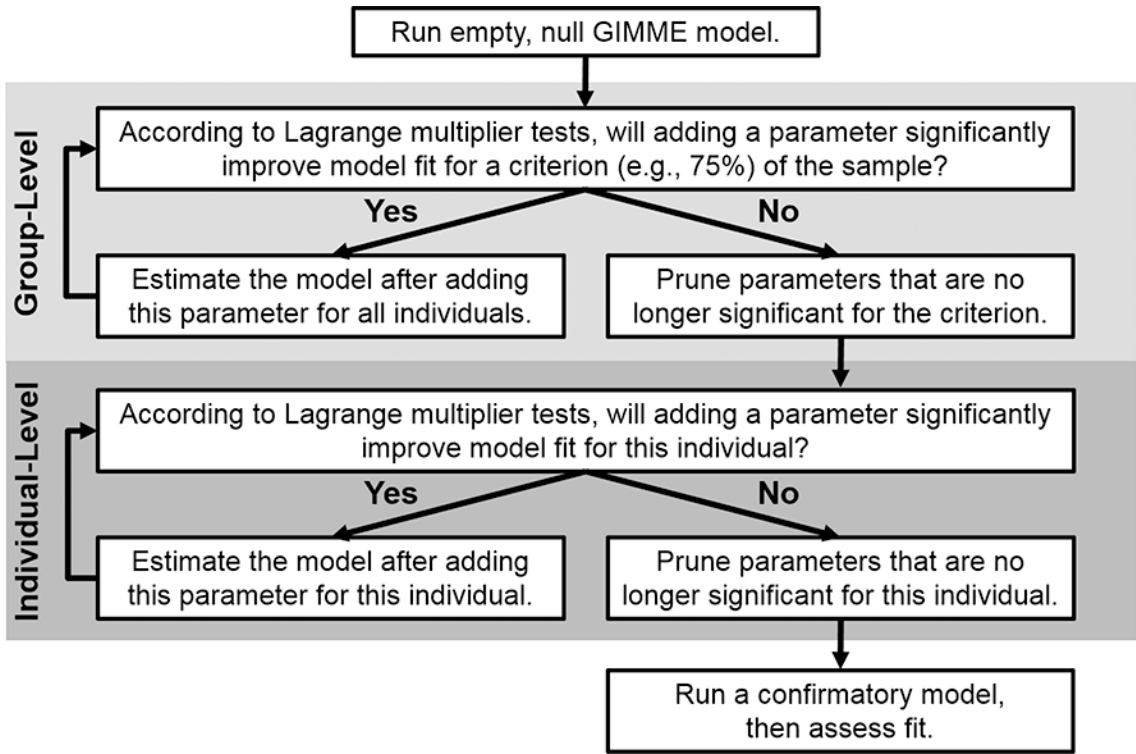 Run empty, null GIMME model.
Group-Level
According to Lagrange multiplier tests, will adding a parameter significantly
improve model fit for a criterion (e.g., 75%) of the sample?
Yes
No
Estimate the model after adding
this parameter for all individuals.
Prune parameters that are no
longer significant for the criterion.
Individual-Level
According to Lagrange multiplier tests, will adding a parameter significantly
improve model fit for this individual?
Yes
No
Estimate the model after adding
this parameter for this individual.
Prune parameters that are no
longer significant for this individual.
Run a confirmatory model,
then assess fit.